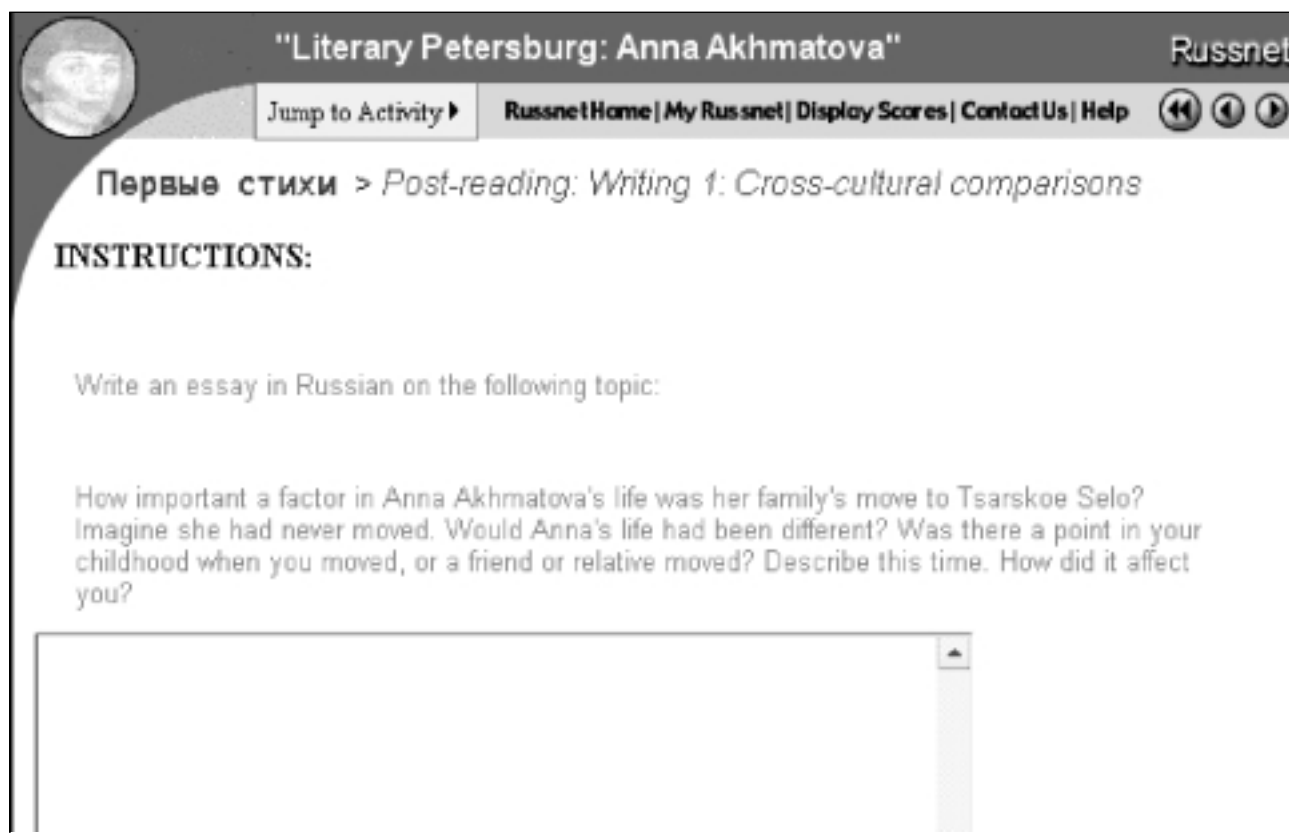 "Literary Petersburg: Anna Akhmatova"
Russnet
Jump to Activity
Russnet Home | My Russnet | Display Scores | Contact Us | Help
Первые стихи > Post-reading: Writing 1: Cross-cultural comparisons
INSTRUCTIONS:
Write an essay in Russian on the following topic:
How important a factor in Anna Akhmatova's life was her family's move to Tsarskoe Selo?
Imagine she had never moved. Would Anna's life had been different? Was there a point in your
childhood when you moved, or a friend or relative moved? Describe this time. How did it affect
you?